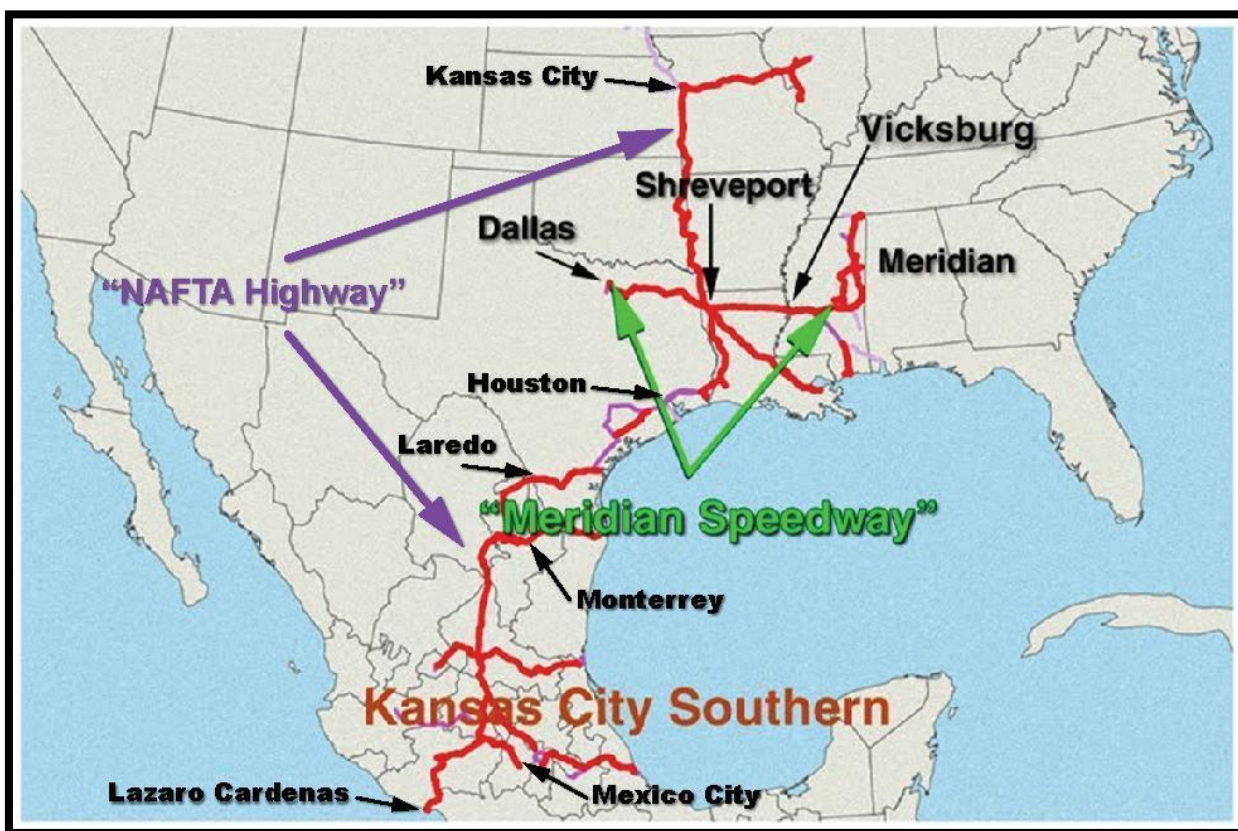 Kansas City
Vicksburg
Shreveport
Dallas
Meridian
“NAFTA Highway”
Houston
Laredo
“Meridian Speedway”
Monterrey
Kansas City Southern
Lazaro Cardenas
Mexico City